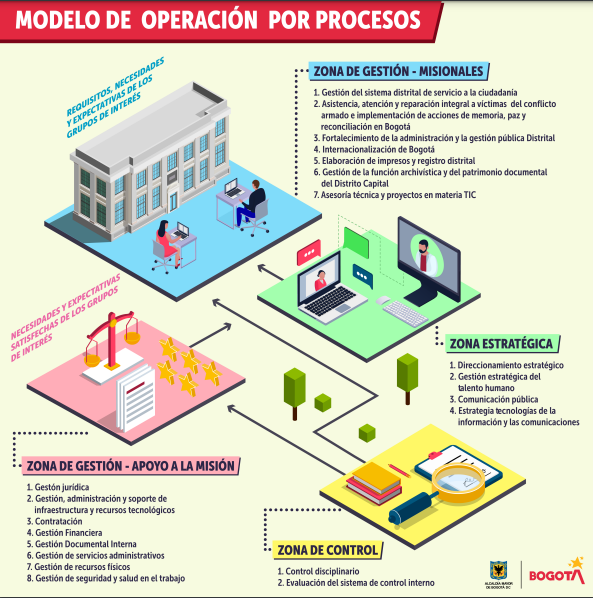 MODELO DE OPERACIÓN POR PROCESOS
REQUISITOS, NECESIDADES
Y EXPECTATIVAS DE LOS
GRUPOS DE INTERÉS
ZONA DE GESTIÓN - MISIONALES
1. Gestión del sistema distrital de servicio a la ciudadanía
2. Asistencia, atención y reparación integral a víctimas del conflicto
armado e implementación de acciones de memoria, paz y
reconciliación en Bogotá
3. Fortalecimiento de la administración y la gestión pública Distrital
4. Internacionalización de Bogotá
5. Elaboración de impresos y registro distrital
6. Gestión de la función archivística y del patrimonio documental
del Distrito Capital
7. Asesoría técnica y proyectos en materia TIC
NECESIDADES Y EXPECTATIVAS
SATISFECHAS DE LOS GRUPOS
DE INTERÉS
ZONA ESTRATÉGICA
1. Direccionamiento estratégico
2. Gestión estratégica del
talento humano
3. Comunicación pública
4. Estrategia tecnologías de la
información y las comunicaciones
ZONA DE GESTIÓN - APOYO A LA MISIÓN
1. Gestón jurídica
2. Gestión, administración y soporte de
infraestructura y recursos tecnológicos
3. Contratación
4. Gestión Financiera
5. Gestión Documental Interna
6. Gestión de servicios administrativos
7. Gestión de recursos físicos
8. Gestión de seguridad y salud en el trabajo
ZONA DE CONTROL
1. Control disciplinario
2. Evaluación del sistema de control interno
ALCALDÍA MAYOR
DE BOGOTÁ D.C.
BOGOTÁ